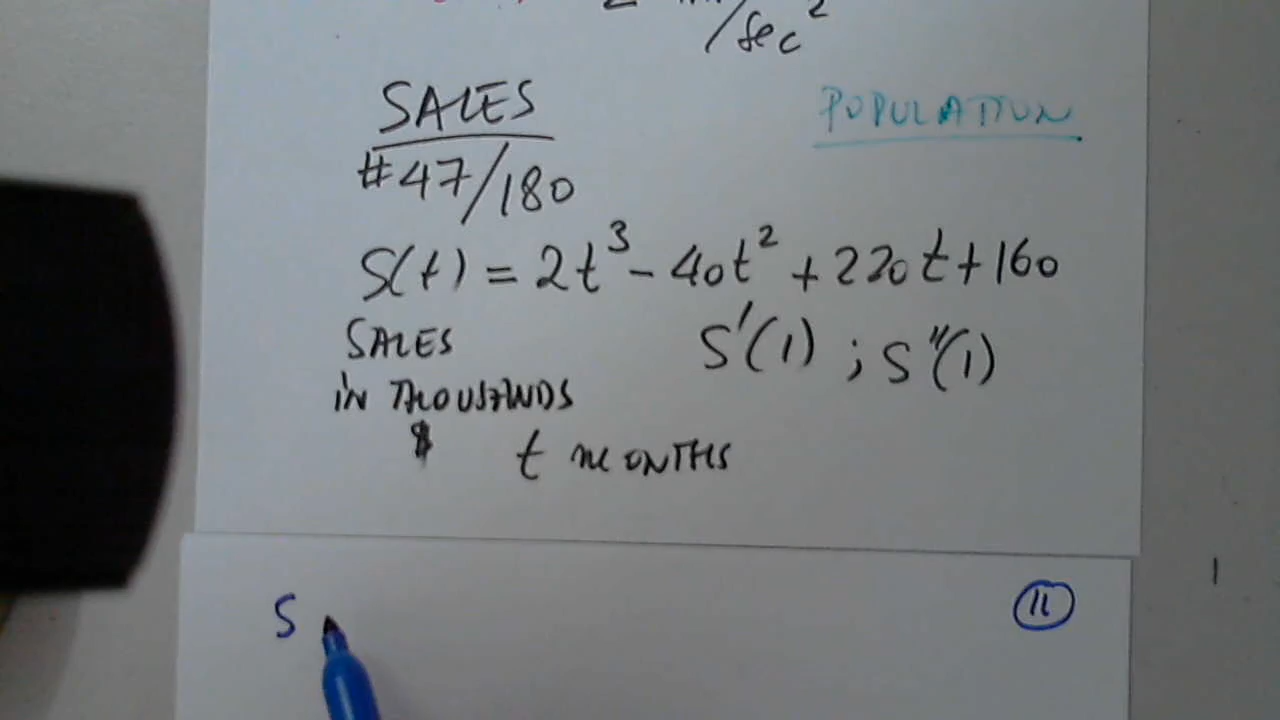 /sec²
SALES
POPULATION
#47/180
S(t) = 2t³ - 40t² + 220t + 160
SALES
IN THOUSANDS
$
S'(1) ; S"(1)
t MONTHS
S
11